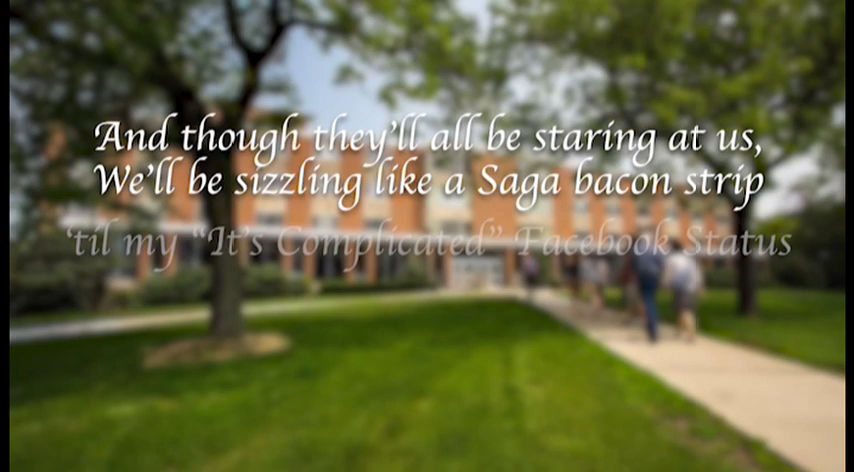 And though they'll all be staring at us,
We'll be sizzling like a Saga bacon strip
'til my "It's Complicated" Facebook Status